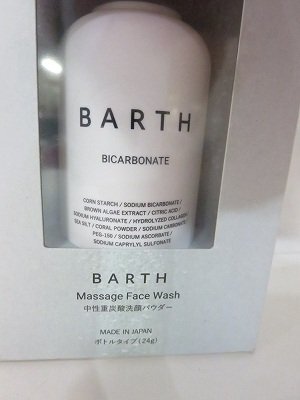 BARTH
BICARBONATE
CORN STARCH / SODIUM BICARBONATE /
BROWN ALGAE EXTRACT / CITRIC ACID /
SODIUM HYALURONATE / HYDROLYZED COLLAGEN
SEA SILT / CORAL POWDER / SODIUM CARBONATE /
PEG-150 / SODIUM ASCORBATE /
SODIUM CAPRYLYL SULFONATE
BARTH
Massage Face Wash
中性重炭酸洗顔パウダー
MADE IN JAPAN
ボトルタイプ(24g)